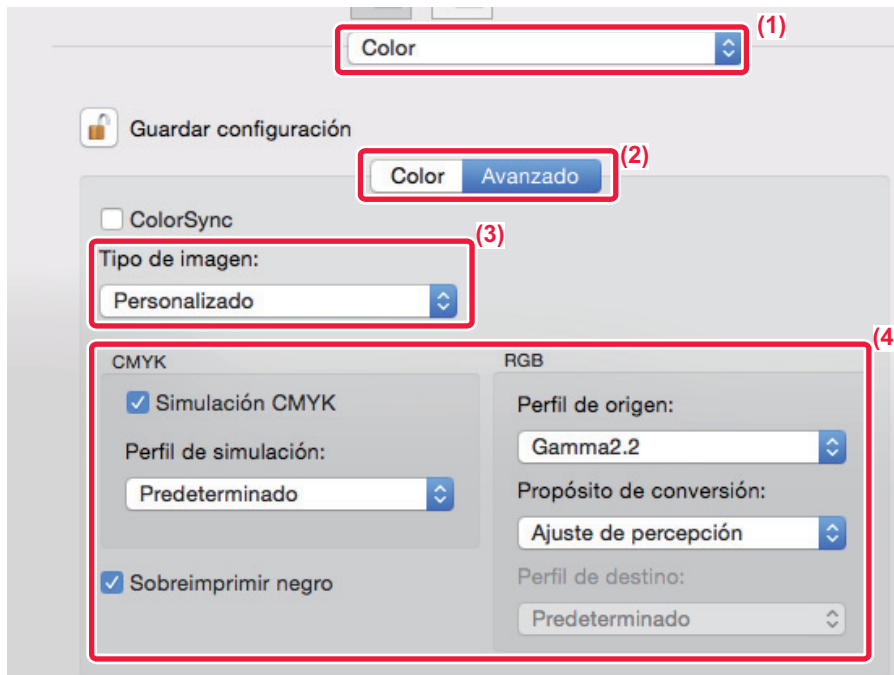 (1)
Color
Guardar configuración
(2)
Color Avanzado
ColorSync
(3)
Tipo de imagen:
Personalizado
(4
CMYK
Simulación CMYK
Perfil de simulación:
Predeterminado
Sobreimprimir negro
RGB
Perfil de origen:
Gamma2.2
Propósito de conversión:
Ajuste de percepción
Perfil de destino:
Predeterminado